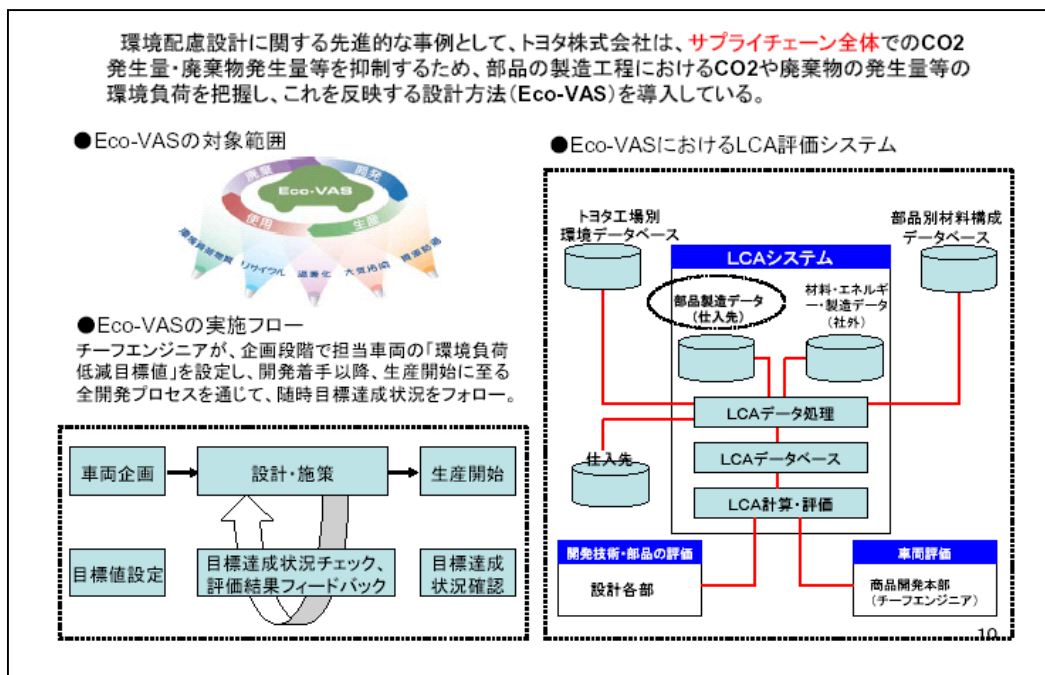 環境配慮設計に関する先進的な事例として、トヨタ株式会社は、サプライチェーン全体でのCO2
発生量・廃棄物発生量等を抑制するため、部品の製造工程におけるCO2や廃棄物の発生量等の
環境負荷を把握し、これを反映する設計方法(Eco-VAS)を導入している。
●Eco-VASの対象範囲
廃棄
開発
Eco-VAS
使用
生産
リサイクル
温暖化
大気汚染
資源枯渇
●Eco-VASの実施フロー
チーフエンジニアが、企画段階で担当車両の「環境負荷
低減目標値」を設定し、開発着手以降、生産開始に至る
全開発プロセスを通じて、随時目標達成状況をフォロー。
車両企画
設計・施策
生産開始
目標値設定
目標達成状況チェック、
評価結果フィードバック
目標達成
状況確認
●Eco-VASにおけるLCA評価システム
トヨタ工場別
環境データベース
部品別材料構成
データベース
LCAシステム
部品製造データ
(仕入先)
材料・エネルギ
ー・製造データ
(社外)
LCAデータ処理
仕入先
LCAデータベース
LCA計算・評価
開発技術・部品の評価
設計各部
車両評価
商品開発本部
(チーフエンジニア)
10